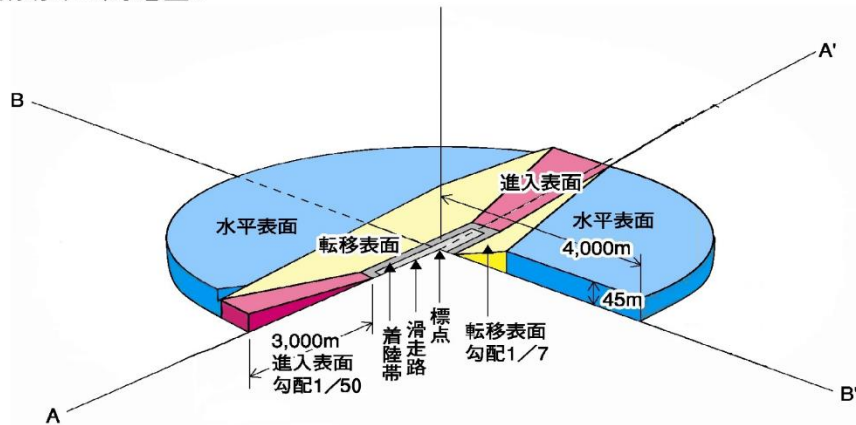 A'
B
進入表面
水平表面
水平表面
転移表面
4,000m
45m
3,000m
進入表面
勾配1/50
着陸帯
滑走路
標点
転移表面
勾配1/7
A
B'